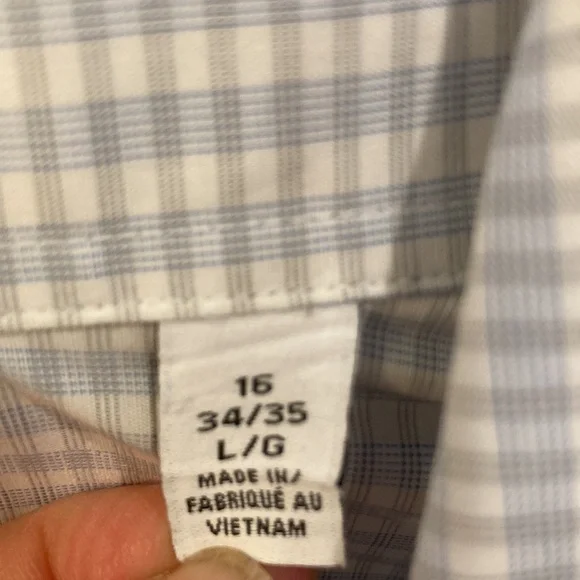 16
34/35
L/G
MADE IN/
FABRIQUÉ AU
VIETNAM